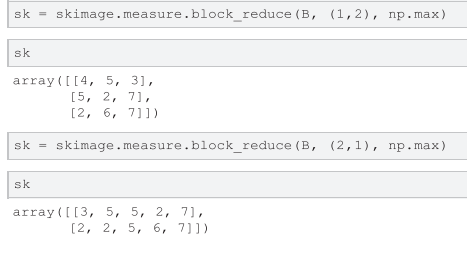 sk = skimage.measure.block_reduce(B, (1,2), np.max)
sk
array([[4, 5, 3],
       [5, 2, 7],
       [2, 6, 7]])
sk = skimage.measure.block_reduce(B, (2,1), np.max)
sk
array([[3, 5, 5, 2, 7],
       [2, 2, 5, 6, 7]])